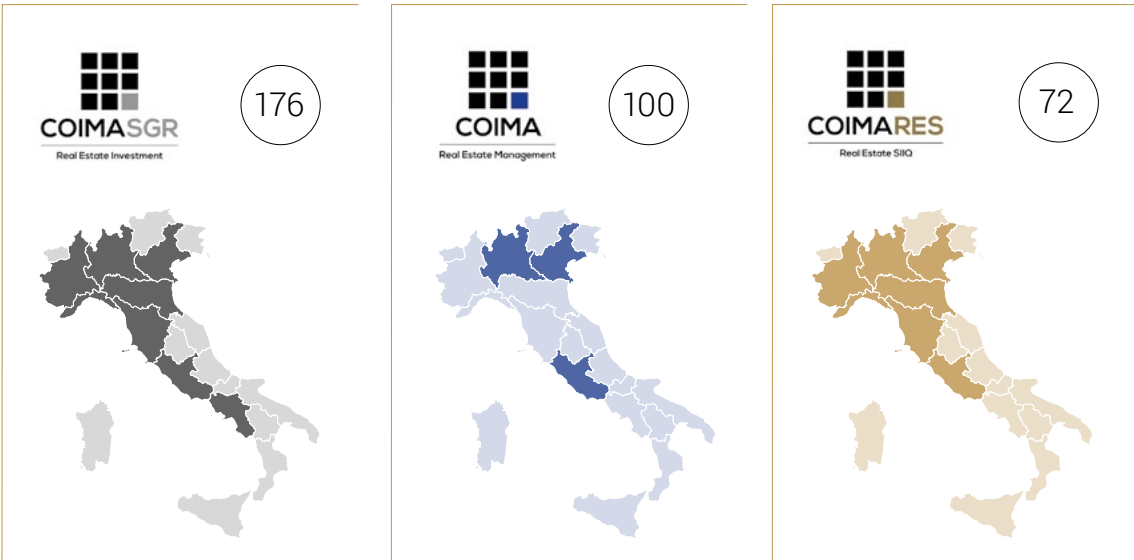 COIMASGR
Real Estate Investment
176
COIMA
Real Estate Management
100
COIMARES
Real Estate SIIQ
72